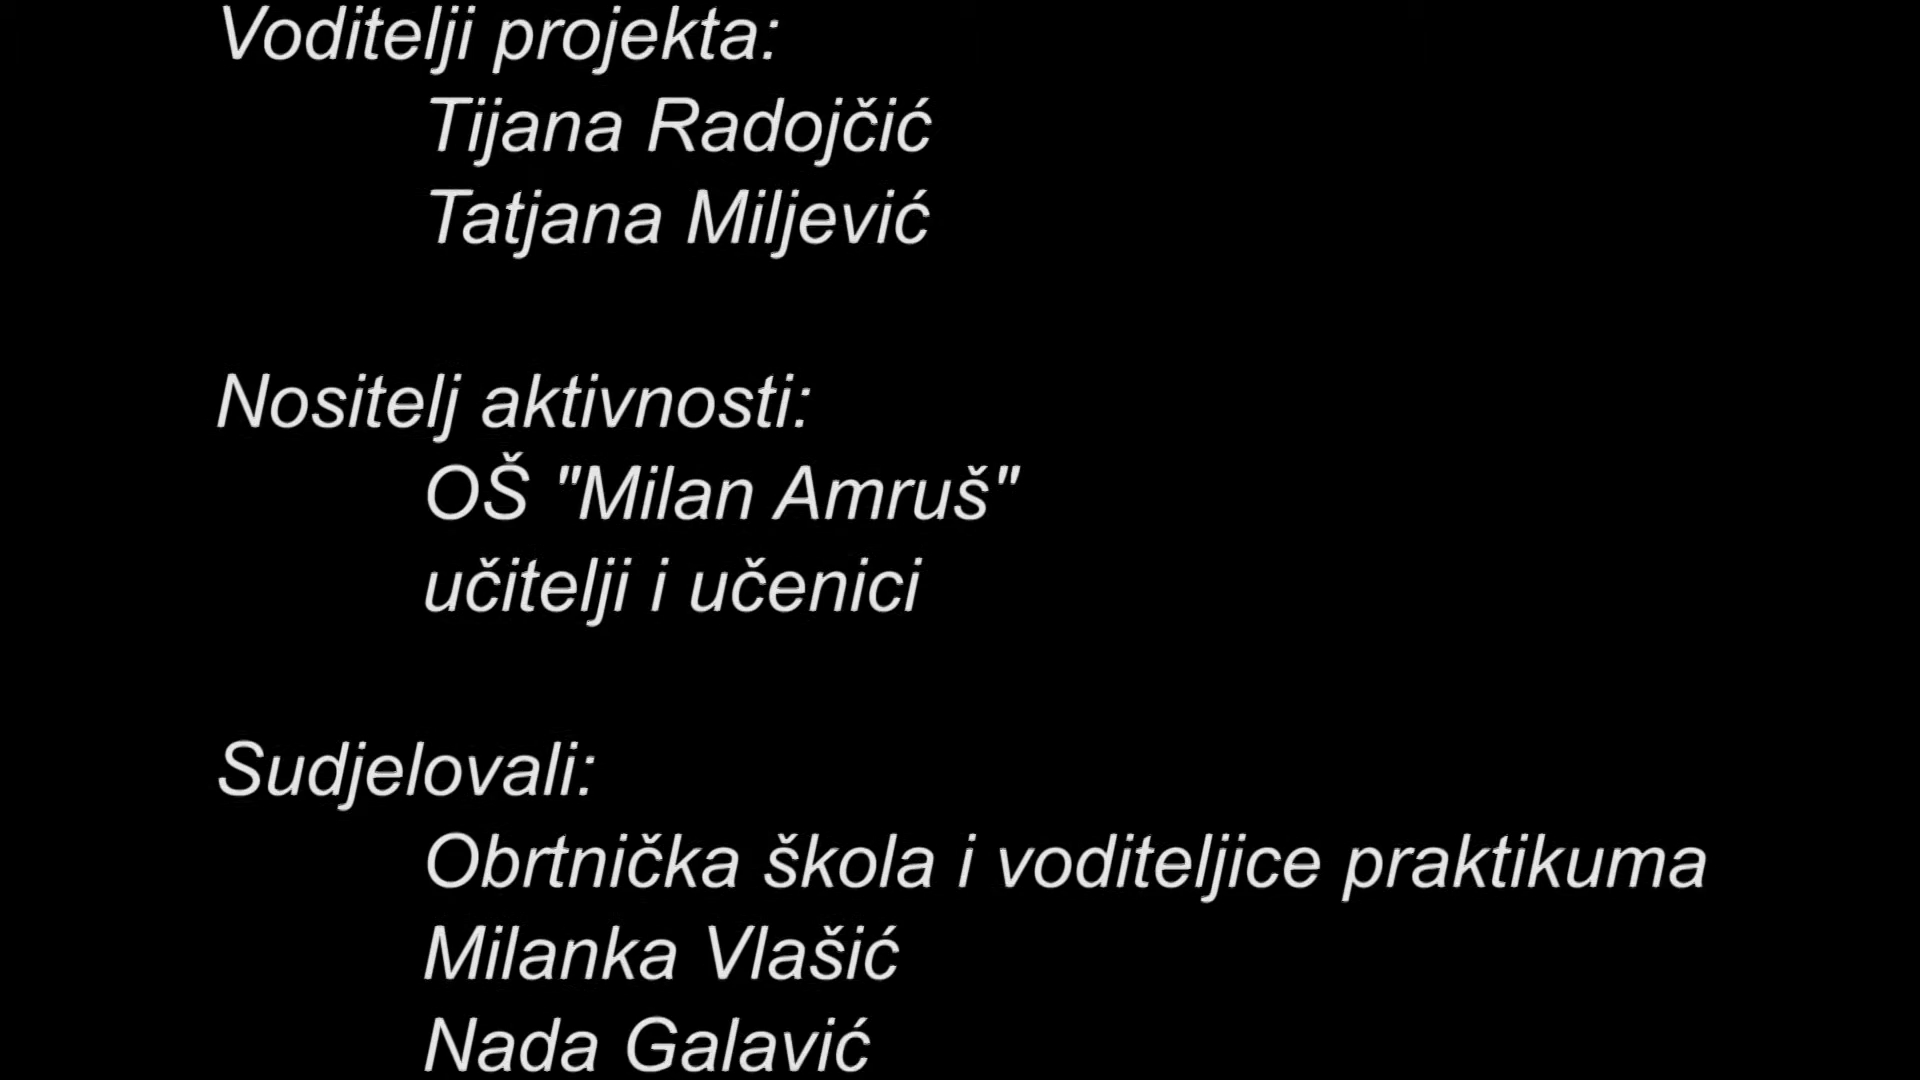 Voditelji projekta:
Tijana Radojčić
Tatjana Miljević
Nositelj aktivnosti:
OŠ "Milan Amruš"
učitelji i učenici
Sudjelovali:
Obrtnička škola i voditeljice praktikuma
Milanka Vlašić
Nada Galavić